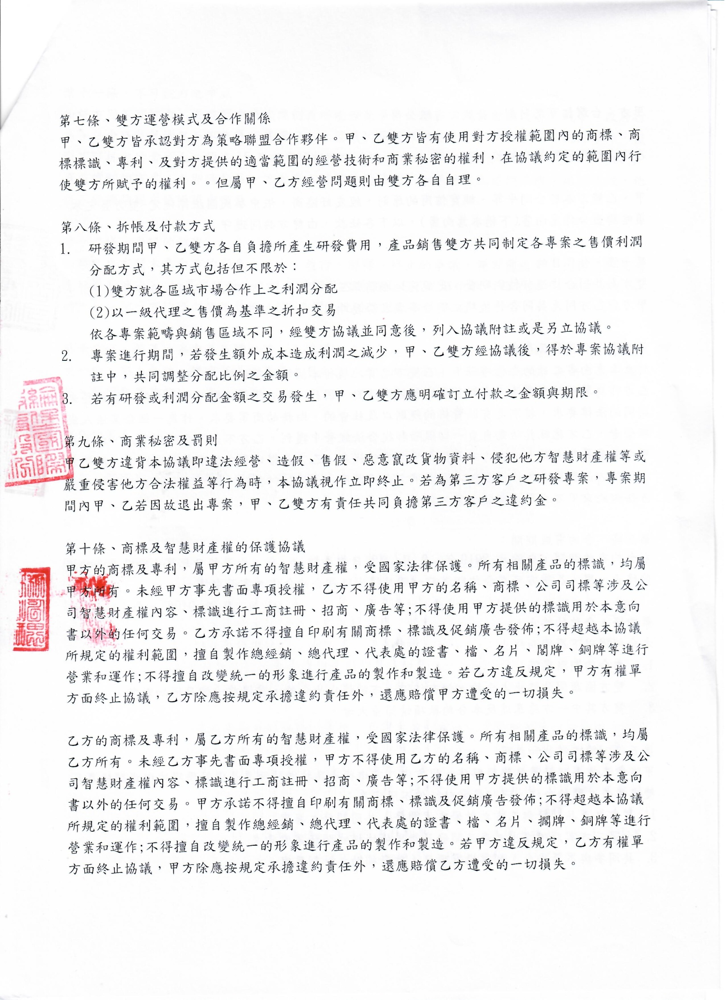 第七條、雙方運營模式及合作關係
甲、乙雙方皆承認對方為策略聯盟合作夥伴。甲、乙雙方皆有使用對方授權範圍內的商標、商
標標識、專利、及對方提供的適當範圍的經營技術和商業秘密的權利，在協議約定的範圍內行
使雙方所賦予的權利。。但屬甲、乙方經營問題則由雙方各自自理。
第八條、拆帳及付款方式
1. 研發期間甲、乙雙方各自負擔所產生研發費用，產品銷售雙方共同制定各專案之售價利潤
分配方式，其方式包括但不限於：
(1)雙方就各區域市場合作上之利潤分配
(2)以一級代理之售價為基準之折扣交易
依各專案範疇與銷售區域不同，經雙方協議並同意後，列入協議附註或是另立協議。
2. 專案進行期間，若發生額外成本造成利潤之減少，甲、乙雙方經協議後，得於專案協議附
註中，共同調整分配比例之金額。
3. 若有研發或利潤分配金額之交易發生，甲、乙雙方應明確訂立付款之金額與期限。
第九條、商業秘密及罰則
甲乙雙方違背本協議即違法經營、造假、售假、惡意竄改貨物資料、侵犯他方智慧財產權等或
嚴重侵害他方合法權益等行為時，本協議視作立即終止。若為第三方客戶之研發專案，專案期
間內甲、乙若因故退出專案，甲、乙雙方有責任共同負擔第三方客戶之違約金。
第十條、商標及智慧財產權的保護協議
甲方的商標及專利，屬甲方所有的智慧財產權，受國家法律保護。所有相關產品的標識，均屬
甲方所有。未經甲方事先書面專項授權，乙方不得使用甲方的名稱、商標、公司司標等涉及公
司智慧財產權內容、標識進行工商註冊、招商、廣告等;不得使用甲方提供的標識用於本意向
書以外的任何交易。乙方承諾不得擅自印刷有關商標、標識及促銷廣告發佈;不得超越本協議
所規定的權利範圍，擅自製作總經銷、總代理、代表處的證書、檔、名片、閣牌、銅牌等進行
營業和運作;不得擅自改變統一的形象進行產品的製作和製造。若乙方違反規定，甲方有權單
方面終止協議，乙方除應按規定承擔違約責任外，還應賠償甲方遭受的一切損失。
乙方的商標及專利，屬乙方所有的智慧財產權，受國家法律保護。所有相關產品的標識，均屬
乙方所有。未經乙方事先書面專項授權，甲方不得使用乙方的名稱、商標、公司司標等涉及公
司智慧財產權內容、標識進行工商註冊、招商、廣告等;不得使用甲方提供的標識用於本意向
書以外的任何交易。甲方承諾不得擅自印刷有關商標、標識及促銷廣告發佈;不得超越本協議
所規定的權利範圍，擅自製作總經銷、總代理、代表處的證書、檔、名片、擱牌、銅牌等進行
營業和運作;不得擅自改變統一的形象進行產品的製作和製造。若甲方違反規定，乙方有權單
方面終止協議，甲方除應按規定承擔違約責任外，還應賠償乙方遭受的一切損失。